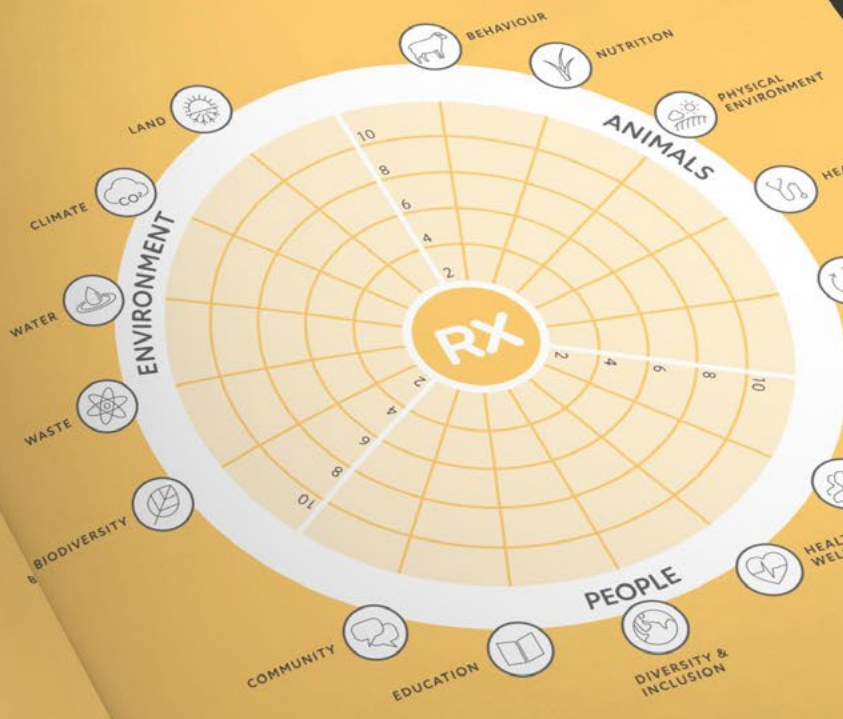 BEHAVIOUR
NUTRITION
PHYSICAL
ENVIRONMENT
ANIMALS
LAND
CLIMATE
CO2
WATER
ENVIRONMENT
WASTE
BIODIVERSITY
10
8
6
4
2
RX
2
4
6
8
10
2
4
6
8
10
PEOPLE
COMMUNITY
EDUCATION
DIVERSITY &
INCLUSION